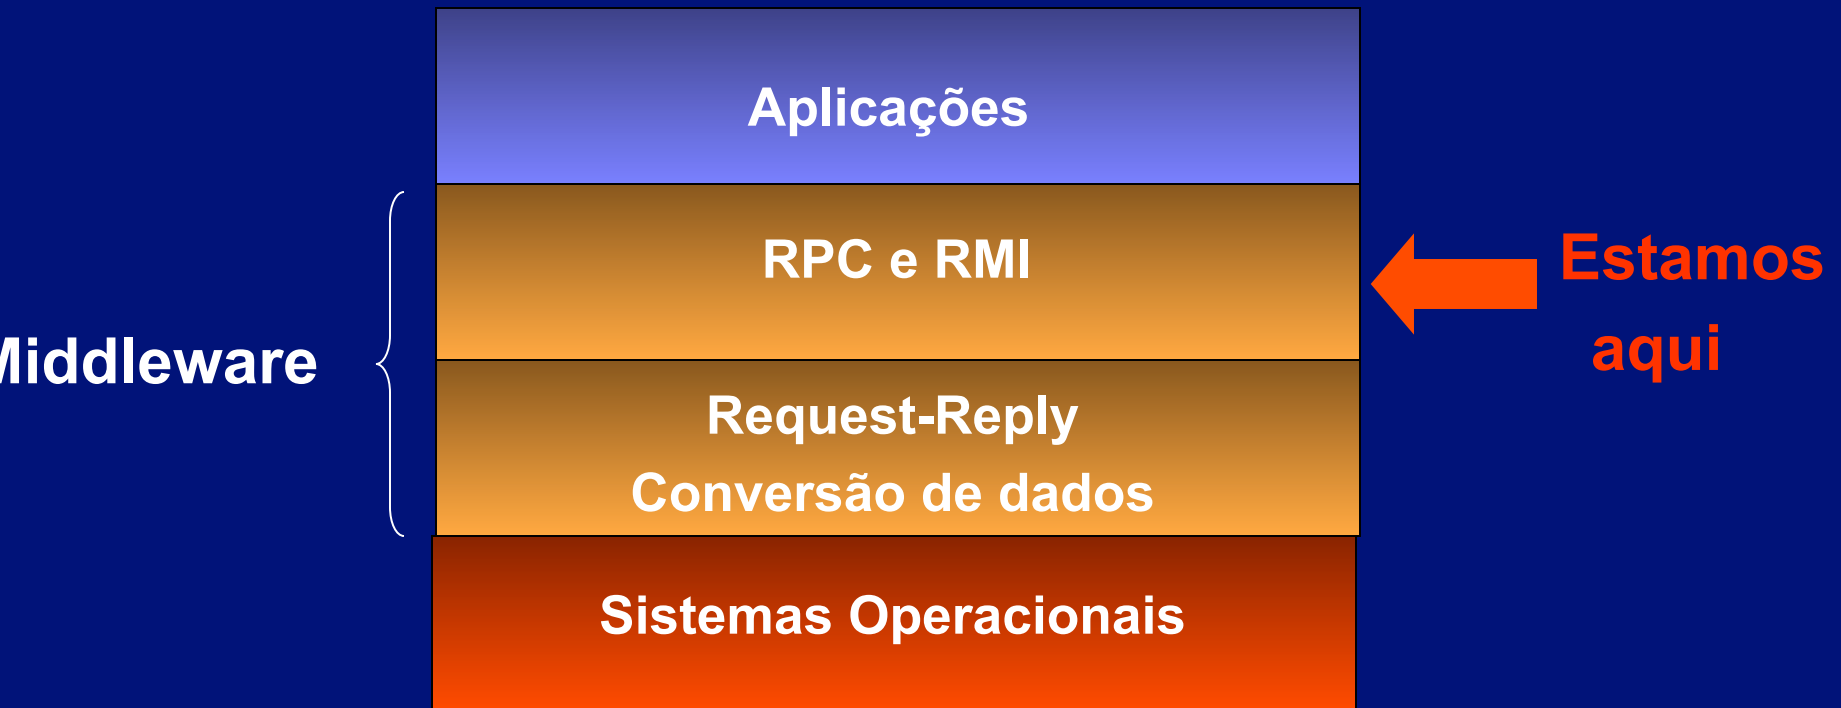 Aplicações
RPC e RMI
Estamos
aqui
Middleware
Request-Reply
Conversão de dados
Sistemas Operacionais